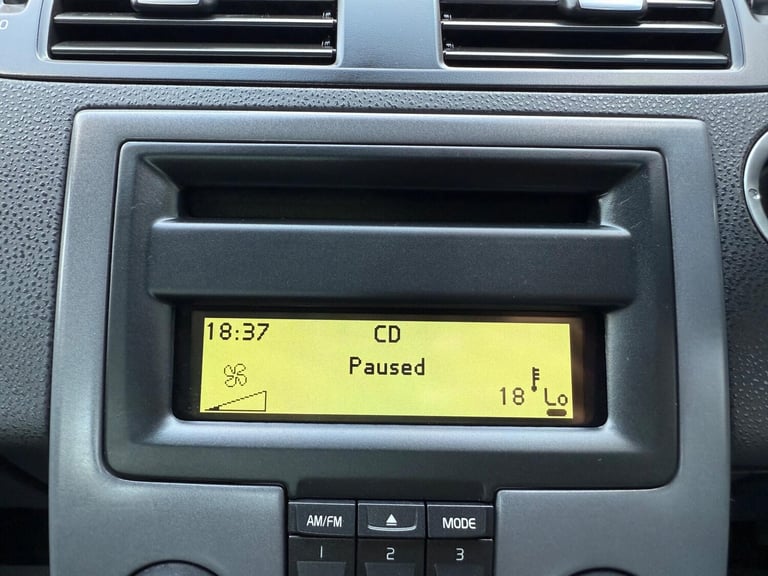 18:37 CD
Paused
18 Lo
AM/FM MODE
1 2 3